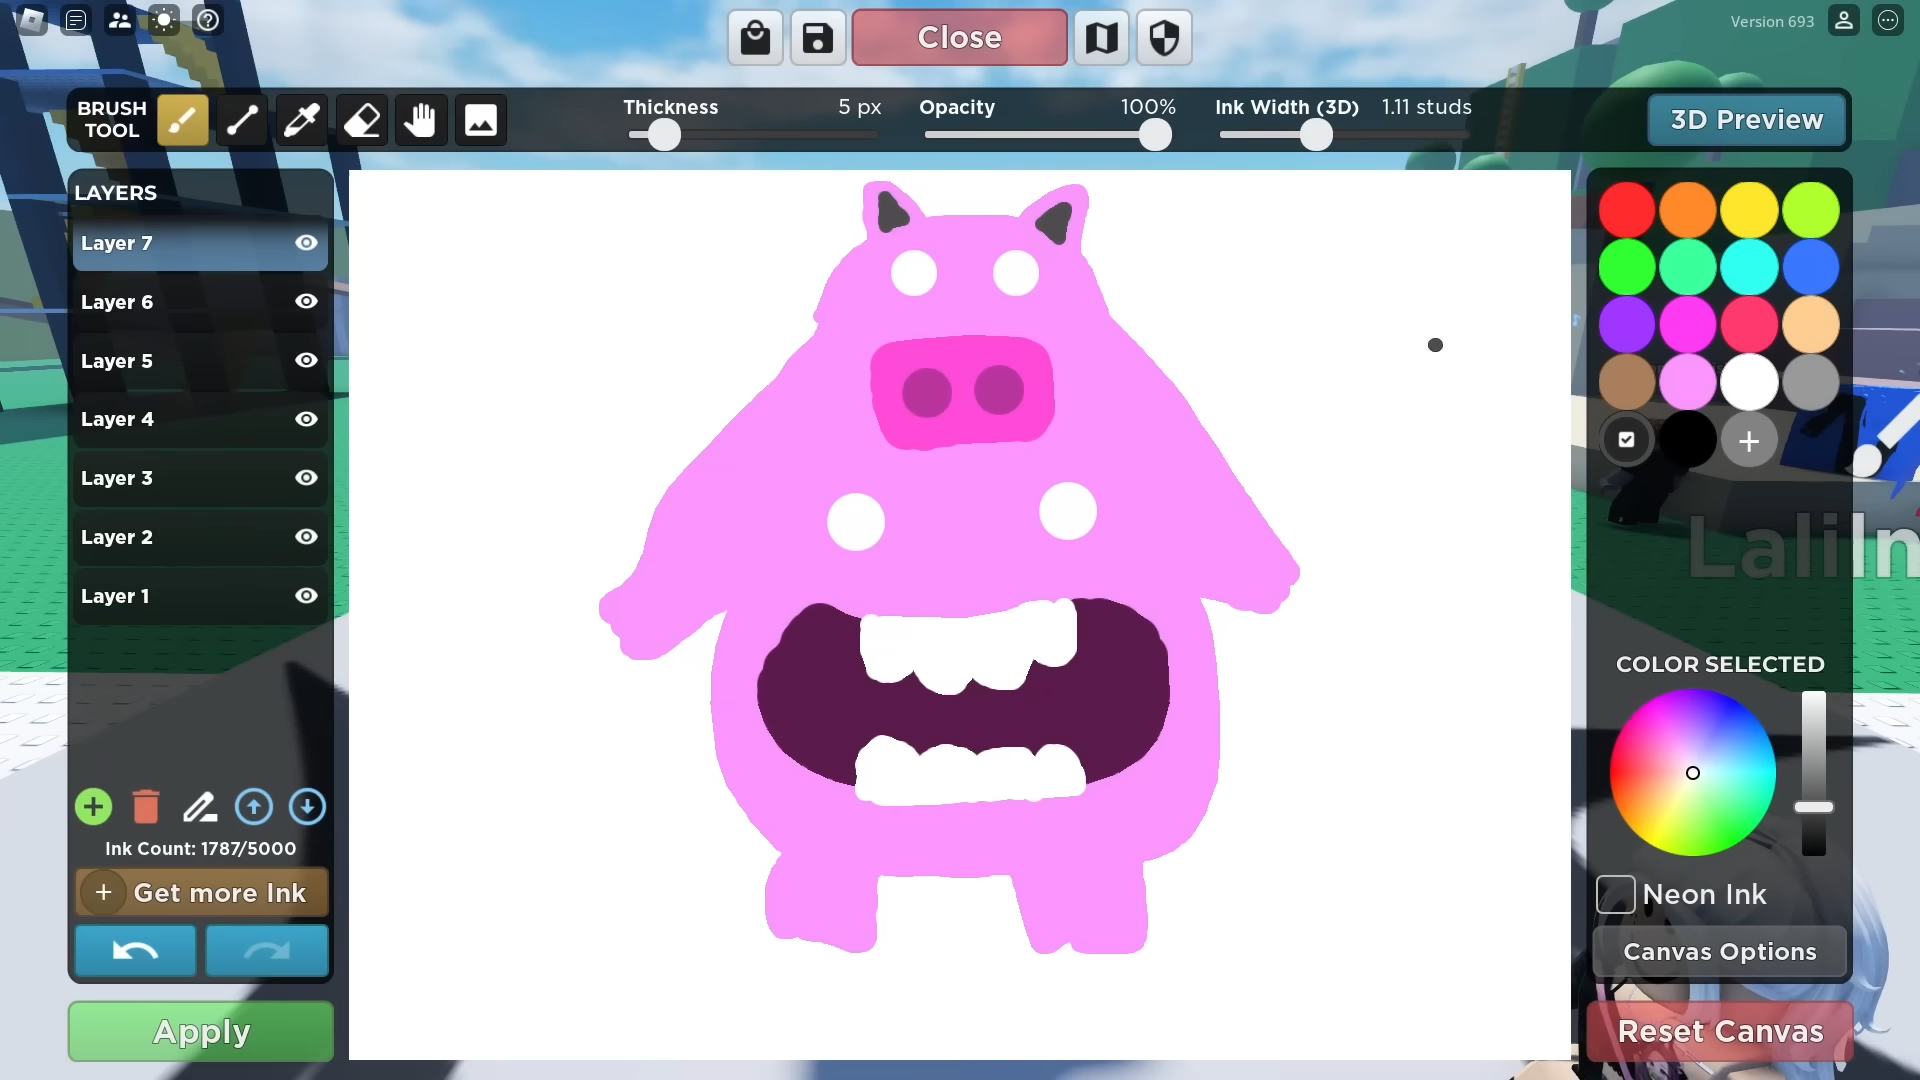 Version 693
Close
BRUSH
TOOL
Thickness 5 px
Opacity 100%
Ink Width (3D) 1.11 studs
3D Preview
LAYERS
Layer 7
Layer 6
Layer 5
Layer 4
Layer 3
Layer 2
Layer 1
Ink Count: 1787/5000
+ Get more Ink
Apply
COLOR SELECTED
Neon Ink
Canvas Options
Reset Canvas